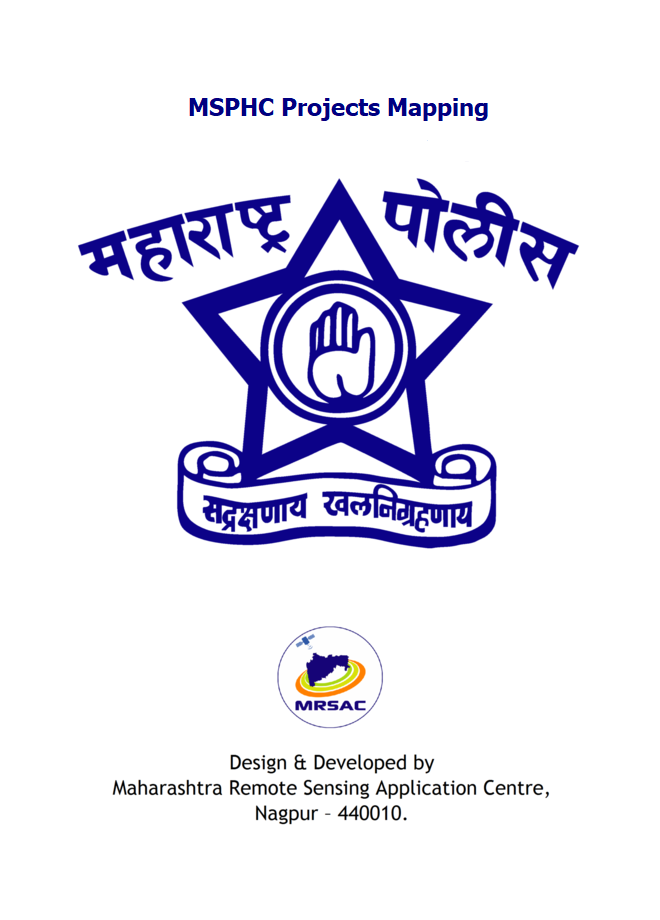 MSPHC Projects Mapping
महाराष्ट्र पोलीस
सद्रक्षणाय खलनिग्रहणाय
MRSAC
Design & Developed by
Maharashtra Remote Sensing Application Centre,
Nagpur – 440010.